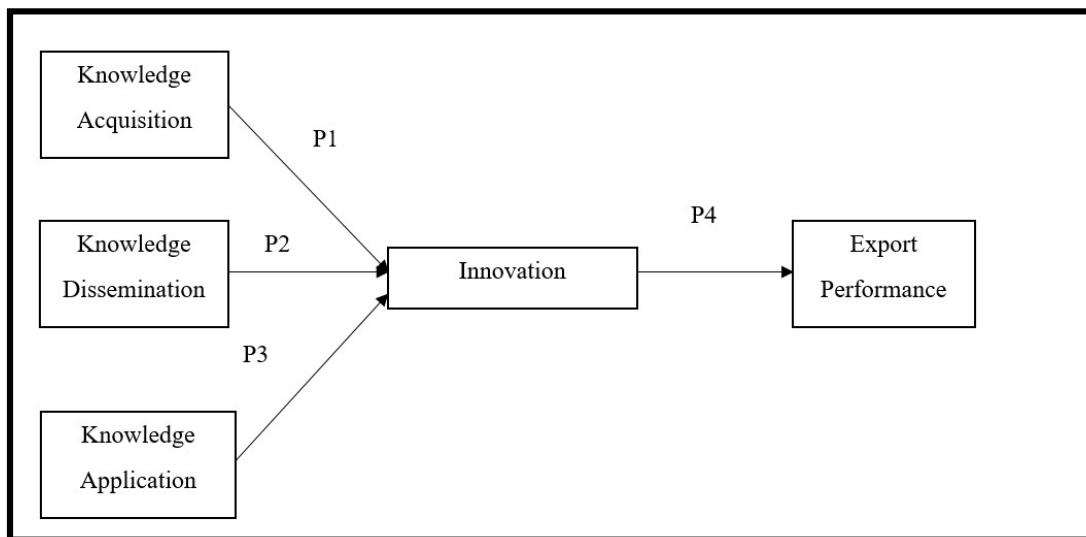 Knowledge
Acquisition
P1
Knowledge
Dissemination
P2
P3
Knowledge
Application
Innovation
P4
Export
Performance